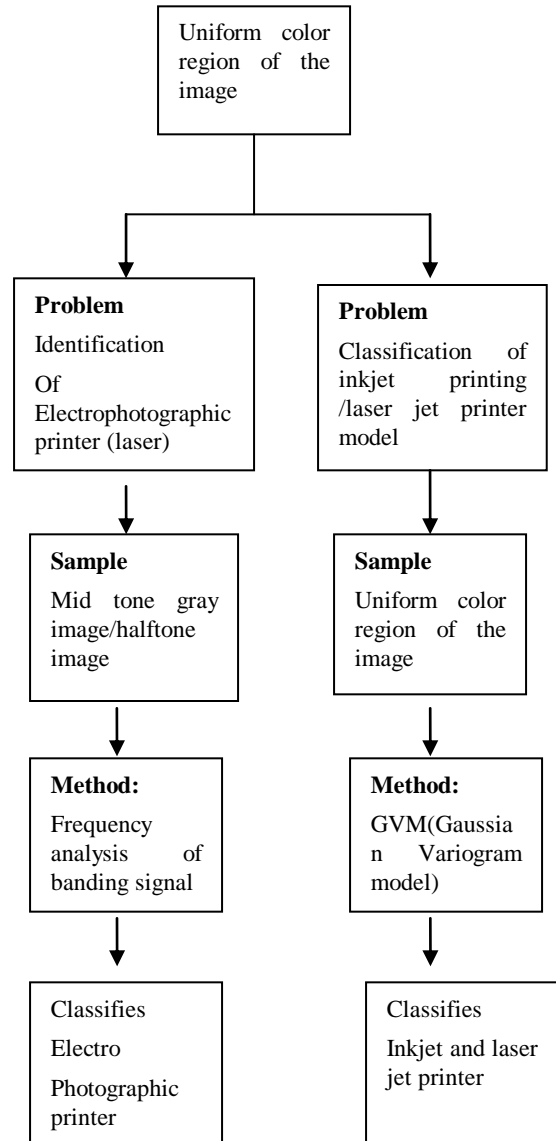 Uniform color
region of the
image
Problem
Identification
Of
Electrophotographic
printer (laser)
Problem
Classification of
inkjet printing
/laser jet printer
model
Sample
Mid tone gray
image/halftone
image
Sample
Uniform color
region of the
image
Method:
Frequency
analysis of
banding signal
Method:
GVM(Gaussia
n Variogram
model)
Classifies
Electro
Photographic
printer
Classifies
Inkjet and laser
jet printer